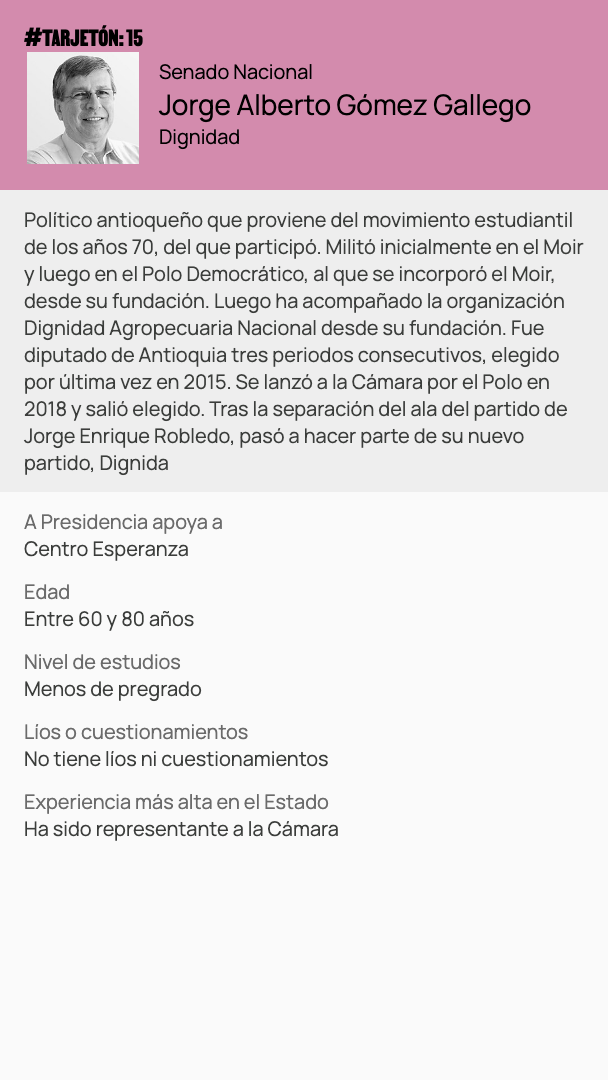 #TARJETÓN: 15
Senado Nacional
Jorge Alberto Gómez Gallego
Dignidad
Político antioqueño que proviene del movimiento estudiantil
de los años 70, del que participó. Militó inicialmente en el Moir
y luego en el Polo Democrático, al que se incorporó el Moir,
desde su fundación. Luego ha acompañado la organización
Dignidad Agropecuaria Nacional desde su fundación. Fue
diputado de Antioquia tres periodos consecutivos, elegido
por última vez en 2015. Se lanzó a la Cámara por el Polo en
2018 y salió elegido. Tras la separación del ala del partido de
Jorge Enrique Robledo, pasó a hacer parte de su nuevo
partido, Dignida
A Presidencia apoya a
Centro Esperanza
Edad
Entre 60 y 80 años
Nivel de estudios
Menos de pregrado
Líos o cuestionamientos
No tiene líos ni cuestionamientos
Experiencia más alta en el Estado
Ha sido representante a la Cámara